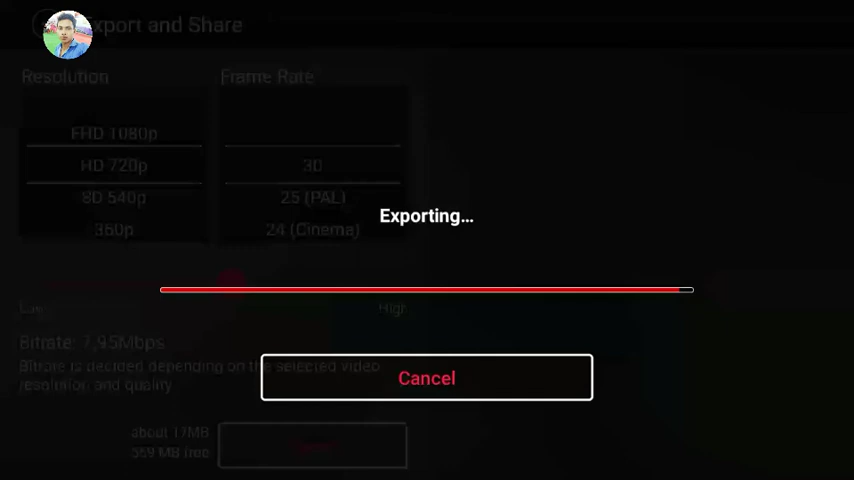 Export and Share
Resolution
Frame Rate
FHD 1080p
HD 720p
30
SD 540p
25 (PAL)
360p
24 (Cinema)
Exporting...
Low
High
Bitrate: 7.95Mbps
Bitrate is decided depending on the selected video
resolution and quality
Cancel
about 17MB
559 MB free